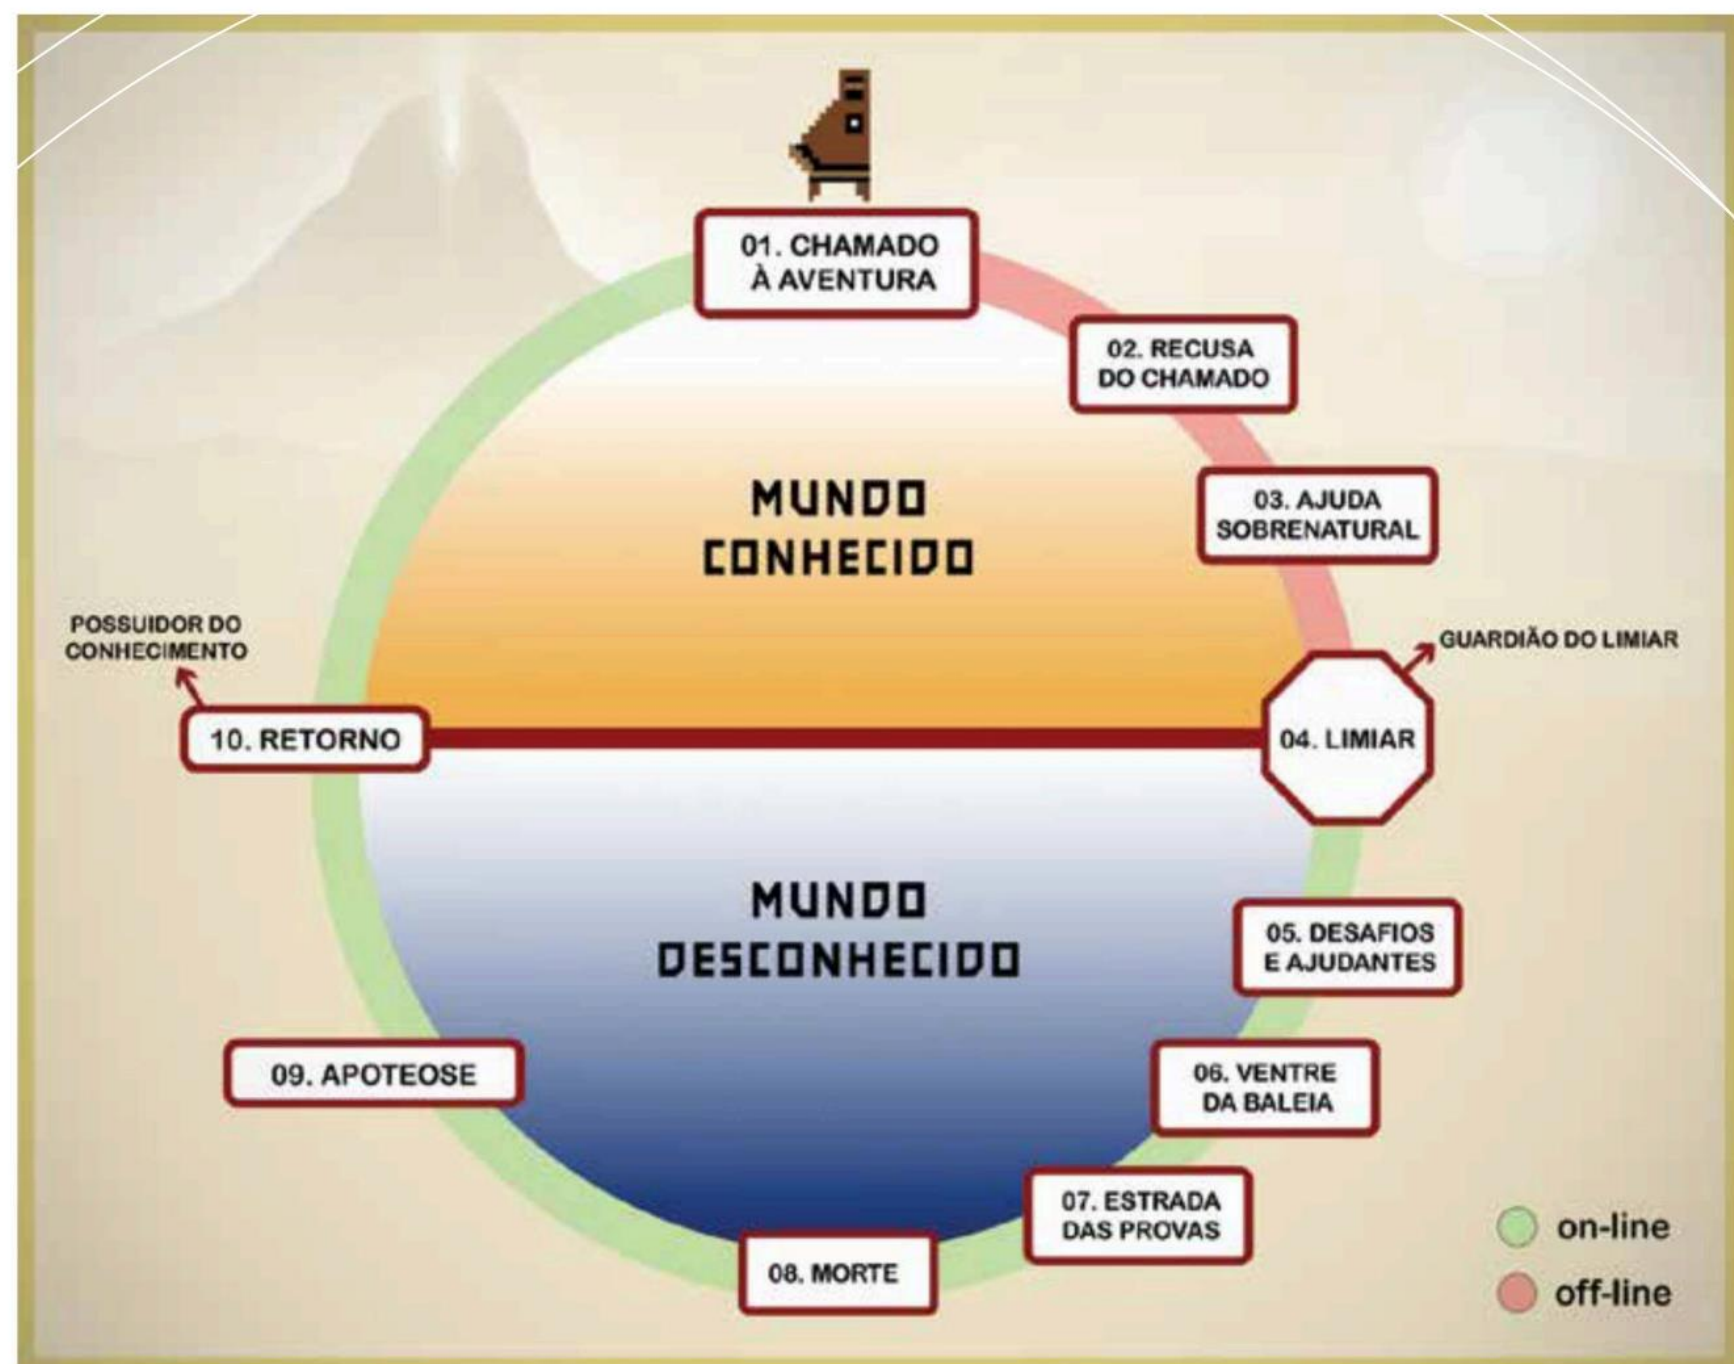 01. CHAMADO
À AVENTURA
02. RECUSA
DO CHAMADO
03. AJUDA
SOBRENATURAL
MUNDO
CONHECIDO
POSSUIDOR DO
CONHECIMENTO
GUARDIÃO DO LIMIAR
10. RETORNO
04. LIMIAR
MUNDO
DESCONHECIDO
05. DESAFIOS
E AJUDANTES
09. APOTEOSE
06. VENTRE
DA BALEIA
07. ESTRADA
DAS PROVAS
08. MORTE
on-line
off-line